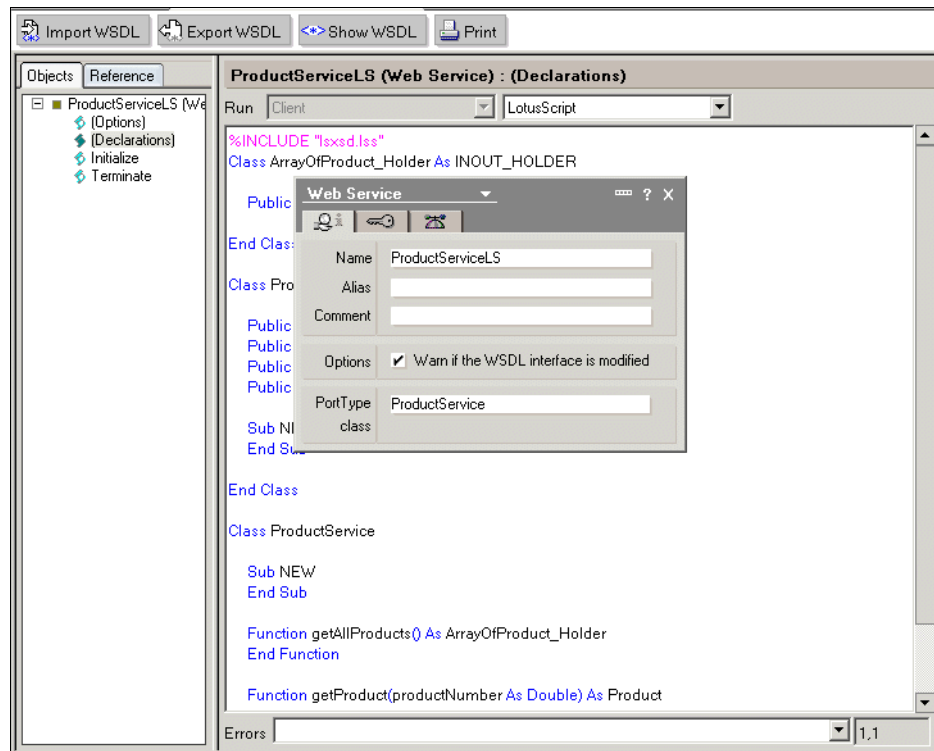 Import WSDL Export WSDL <*> Show WSDL Print
Objects Reference
ProductServiceLS (We
(Options)
(Declarations)
Initialize
Terminate
ProductServiceLS (Web Service) : (Declarations)
Run Client LotusScript
%INCLUDE "lsxsd.lss"
Class ArrayOfProduct_Holder As INOUT_HOLDER
Public
End Clas
Class Pro
Public
Public
Public
Public
Sub N
End Sub
End Class
Class ProductService
Sub NEW
End Sub
Function getAllProducts() As ArrayOfProduct_Holder
End Function
Function getProduct(productNumber As Double) As Product
Web Service ? X
Name ProductServiceLS
Alias
Comment
Options Warn if the WSDL interface is modified
PortType ProductService
class
Errors 1,1